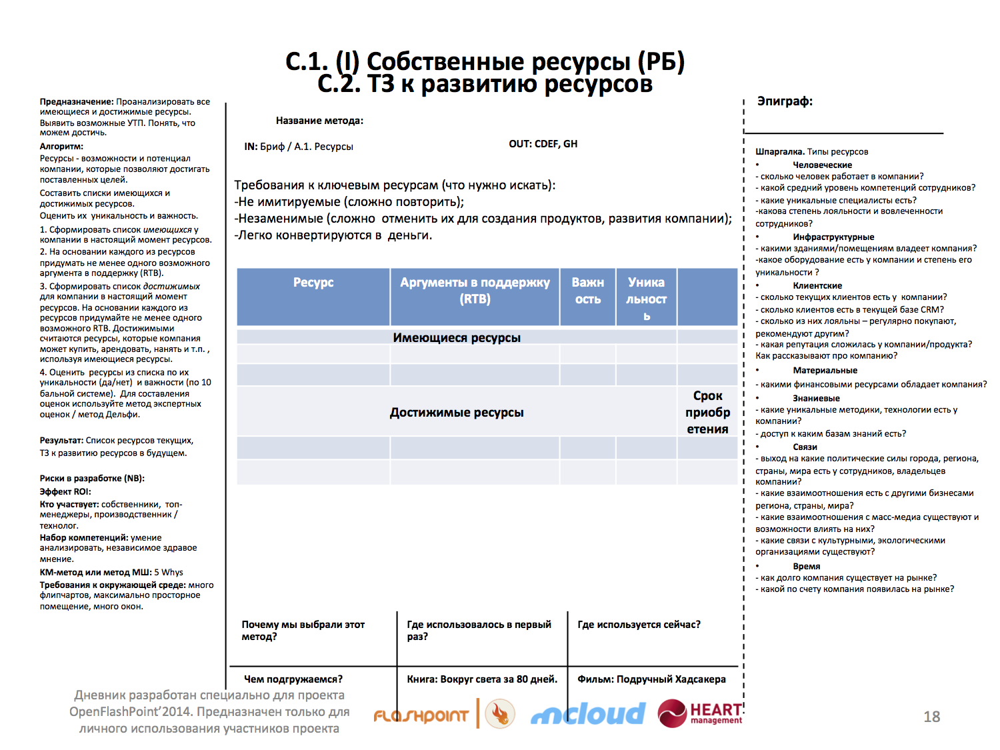 С.1. (I) Собственные ресурсы (РБ)
С.2. ТЗ к развитию ресурсов
Предназначение: Проанализировать все
имеющиеся и достижимые ресурсы.
Выявить возможные УТП. Понять, что
можем достичь.
Алгоритм:
Ресурсы - возможности и потенциал
компании, которые позволяют достигать
поставленных целей.
Составить списки имеющихся и
достижимых ресурсов.
Оценить их уникальность и важность.
1. Сформировать список имеющихся у
компании в настоящий момент ресурсов.
2. На основании каждого из ресурсов
придумать не менее одного возможного
аргумента в поддержку (RTB).
3. Сформировать список достижимых
для компании в настоящий момент
ресурсов. На основании каждого из
ресурсов придумайте не менее одного
возможного RTB. Достижимыми
считаются ресурсы, которые компания
может купить, арендовать, нанять и т.п. ,
используя имеющиеся ресурсы.
4. Оценить ресурсы из списка по их
уникальности (да/нет) и важности (по 10
бальной системе). Для составления
оценок используйте метод экспертных
оценок / метод Дельфи.
Результат: Список ресурсов текущих,
ТЗ к развитию ресурсов в будущем.
Риски в разработке (NB):
Эффект ROI:
Кто участвует: собственники, топ-
менеджеры, производственник /
технолог.
Набор компетенций: умение
анализировать, независимое здравое
мнение.
КМ-метод или метод МШ: 5 Whys
Требования к окружающей среде: много
флипчартов, максимально просторное
помещение, много окон.
Название метода:
IN: Бриф / А.1. Ресурсы
OUT: CDEF, GH
Требования к ключевым ресурсам (что нужно искать):
-Не имитируемые (сложно повторить);
-Незаменимые (сложно отменить их для создания продуктов, развития компании);
-Легко конвертируются в деньги.
Ресурс
Аргументы в поддержку
(RTB)
Важн
ость
Уника
льност
ь
Имеющиеся ресурсы
Достижимые ресурсы
Срок
приобр
етения
Почему мы выбрали этот
метод?
Где использовалось в первый
раз?
Где используется сейчас?
Чем подгружаемся?
Книга: Вокруг света за 80 дней.
Фильм: Подручный Хадсакера
Эпиграф:
Шпаргалка. Типы ресурсов
• Человеческие
- сколько человек работает в компании?
- какой средний уровень компетенций сотрудников?
- какие уникальные специалисты есть?
-какова степень лояльности и вовлеченности
сотрудников?
• Инфраструктурные
- какими зданиями/помещениям владеет компания?
-какое оборудование есть у компании и степень его
уникальности ?
• Клиентские
- сколько текущих клиентов есть у компании?
- сколько клиентов есть в текущей базе CRM?
- сколько из них лояльны – регулярно покупают,
рекомендуют другим?
- какая репутация сложилась у компании/продукта?
Как рассказывают про компанию?
• Материальные
- какими финансовыми ресурсами обладает компания?
• Знаниевые
- какие уникальные методики, технологии есть у
компании?
- доступ к каким базам знаний есть?
• Связи
- выход на какие политические силы города, региона,
страны, мира есть у сотрудников, владельцев
компании?
- какие взаимоотношения есть с другими бизнесами
региона, страны, мира?
- какие взаимоотношения с масс-медиа существуют и
возможности влиять на них?
- какие связи с культурными, экологическими
организациями существуют?
• Время
- как долго компания существует на рынке?
- какой по счету компания появилась на рынке?
Дневник разработан специально для проекта
OpenFlashPoint’2014. Предназначен только для
личного использования участников проекта
FLASHPOINT
mcloud
HEART
management
18